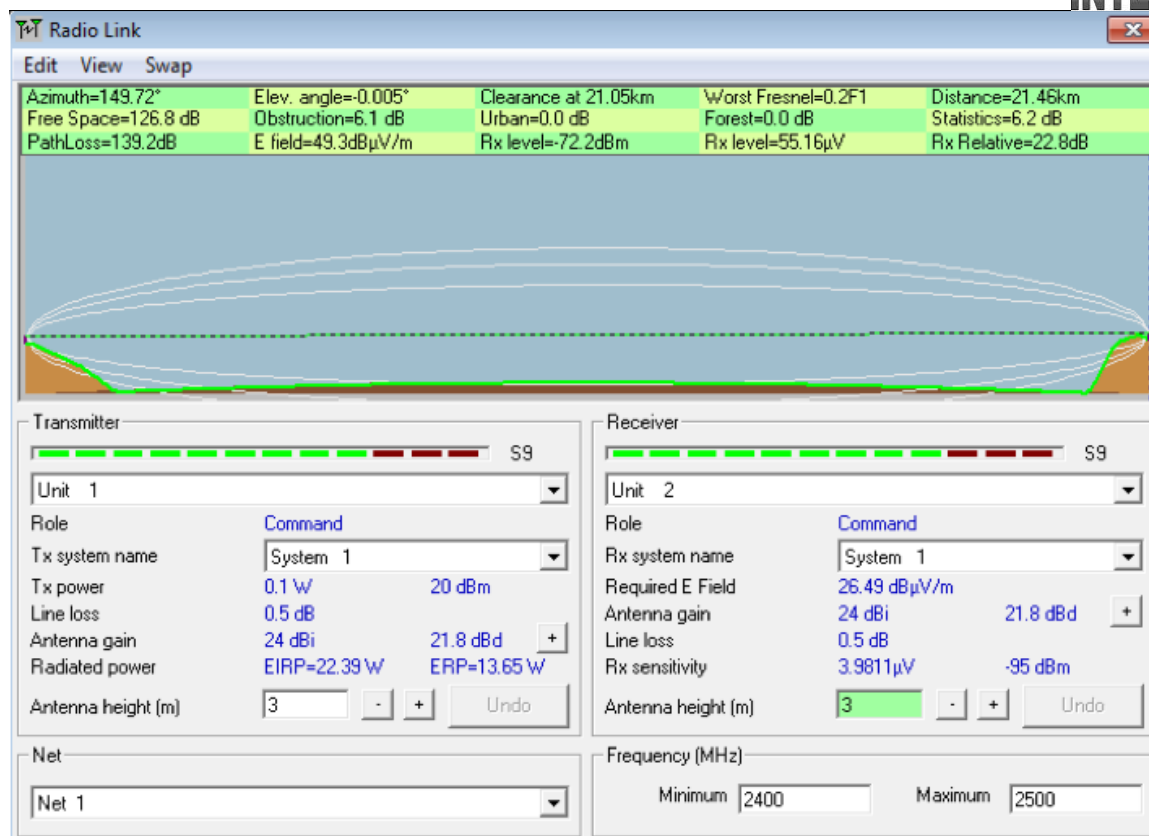 Radio Link
Edit View Swap
Azimuth=149.72° Elev. angle=-0.005° Clearance at 21.05km Worst Fresnel=0.2F1 Distance=21.46km
Free Space=126.8 dB Obstruction=6.1 dB Urban=0.0 dB Forest=0.0 dB Statistics=6.2 dB
PathLoss=139.2dB E field=49.3dBµV/m Rx level=-72.2dBm Rx level=55.16µV Rx Relative=22.8dB
Transmitter
S9
Unit 1
Role Command
Tx system name System 1
Tx power 0.1 W 20 dBm
Line loss 0.5 dB
Antenna gain 24 dBi 21.8 dBd +
Radiated power EIRP=22.39 W ERP=13.65 W
Antenna height (m) 3 - + Undo
Receiver
S9
Unit 2
Role Command
Rx system name System 1
Required E Field 26.49 dBµV/m
Antenna gain 24 dBi 21.8 dBd +
Line loss 0.5 dB
Rx sensitivity 3.9811µV -95 dBm
Antenna height (m) 3 - + Undo
Net
Net 1
Frequency (MHz)
Minimum 2400 Maximum 2500